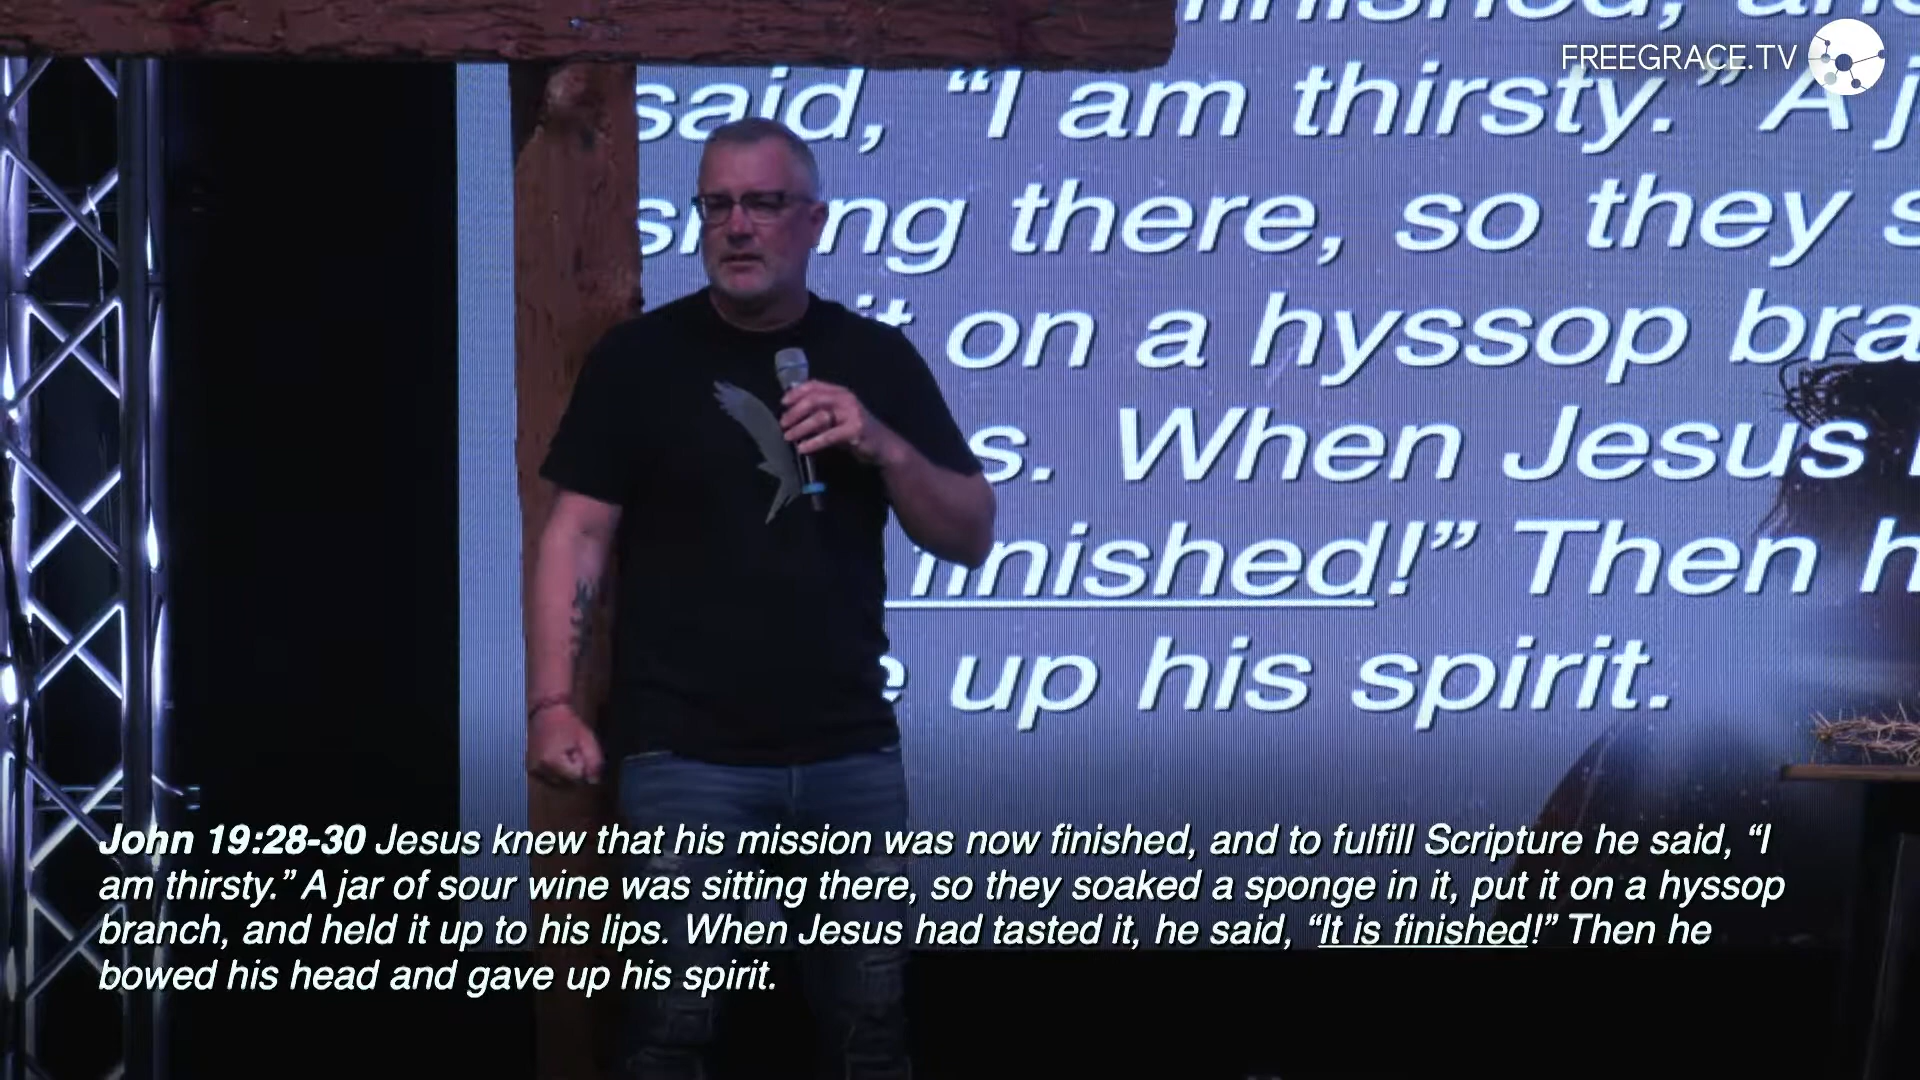 finished,
FREEGRACE.TV
said, “I am thirsty.” A
there, so they
it on a hyssop
When Jesus
finished!” Then
up his spirit.
John 19:28-30 Jesus knew that his mission was now finished, and to fulfill Scripture he said, “I
am thirsty.” A jar of sour wine was sitting there, so they soaked a sponge in it, put it on a hyssop
branch, and held it up to his lips. When Jesus had tasted it, he said, “It is finished!” Then he
bowed his head and gave up his spirit.